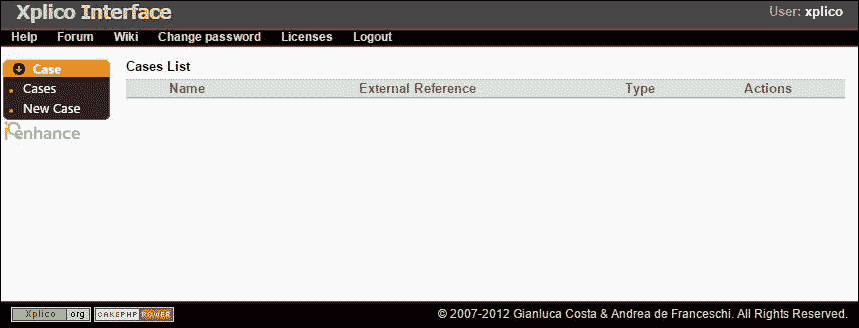 Xplico Interface
User: xplico
Help Forum Wiki Change password Licenses Logout
Case
Cases
New Case
enhance
Cases List
Name External Reference Type Actions
Xplico org CAKEPHP POWER
© 2007-2012 Gianluca Costa & Andrea de Franceschi. All Rights Reserved.